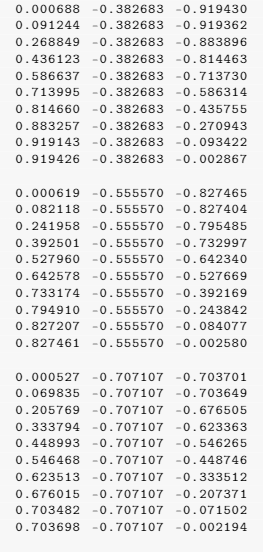 0.000688 -0.382683 -0.919430
0.091244 -0.382683 -0.919362
0.268849 -0.382683 -0.883896
0.436123 -0.382683 -0.814463
0.586637 -0.382683 -0.713730
0.713995 -0.382683 -0.586314
0.814660 -0.382683 -0.435755
0.883257 -0.382683 -0.270943
0.919143 -0.382683 -0.093422
0.919426 -0.382683 -0.002867
0.000619 -0.555570 -0.827465
0.082118 -0.555570 -0.827404
0.241958 -0.555570 -0.795485
0.392501 -0.555570 -0.732997
0.527960 -0.555570 -0.642340
0.642578 -0.555570 -0.527669
0.733174 -0.555570 -0.392169
0.794910 -0.555570 -0.243842
0.827207 -0.555570 -0.084077
0.827461 -0.555570 -0.002580
0.000527 -0.707107 -0.703701
0.069835 -0.707107 -0.703649
0.205769 -0.707107 -0.676505
0.333794 -0.707107 -0.623363
0.448993 -0.707107 -0.546265
0.546468 -0.707107 -0.448746
0.623513 -0.707107 -0.333512
0.676015 -0.707107 -0.207371
0.703482 -0.707107 -0.071502
0.703698 -0.707107 -0.002194